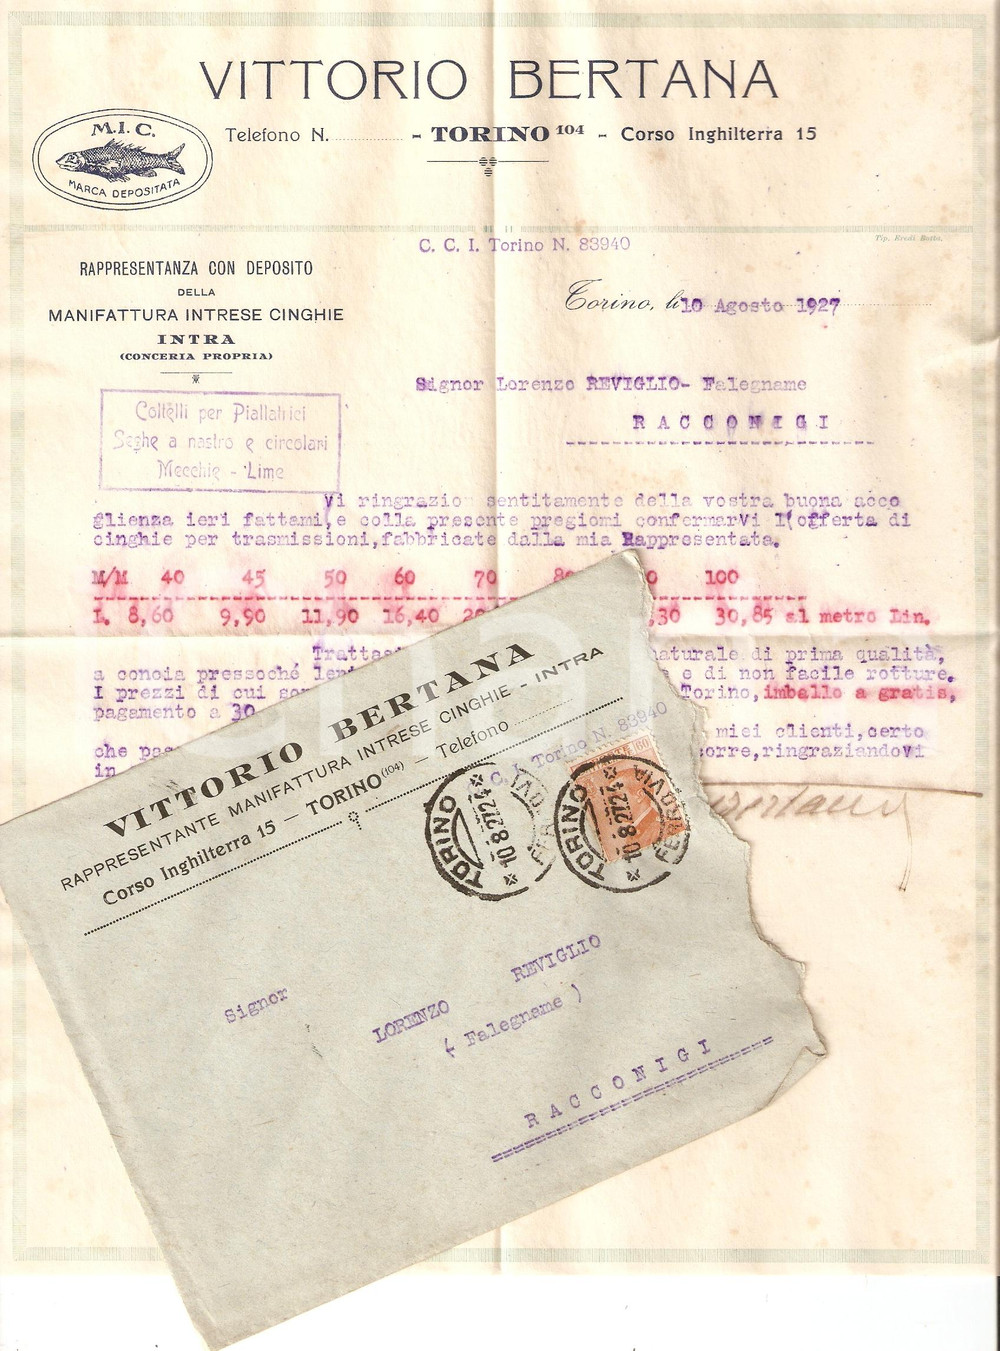 VITTORIO BERTANA
M.I.C.
MARCA DEPOSITATA
Telefono N. - TORINO 104 - Corso Inghilterra 15
C. C. I. Torino N. 83940
Tip. Eredi Botta.
RAPPRESENTANZA CON DEPOSITO
DELLA
MANIFATTURA INTRESE CINGHIE
INTRA
(CONCERIA PROPRIA)
Torino, li 10 Agosto 1927
Signor Lorenzo REVIGLIO- Falegname
RACCONIGI
Coltelli per Piallatrici
Seghe a nastro e circolari
Mecchie - Lime
Vi ringrazio sentitamente della vostra buona acco
glienza ieri fattami, e colla presente pregiomi confermarVi l'offerta di
cinghie per trasmissioni, fabbricate dalla mia Rappresentata.
M/M 40 45 50 60 70 100
L. 8,60 9,90 11,90 16,40 ,30 30,85 al metro Lin.
naturale di prima qualità,
a concia pressoché e di non facile rotture.
I prezzi di cui Torino, imballo a gratis,
pagamento a 30
miei clienti, certo
che ringraziandovi
in
VITTORIO BERTANA
RAPPRESENTANTE MANIFATTURA INTRESE CINGHIE - INTRA
Corso Inghilterra 15 — TORINO (104) — Telefono
C. I. Torino N. 83940
TORINO
10.8.27.24
FERROVIA
TORINO
10.8.27.24
FERROVIA
60
Signor
LORENZO REVIGLIO
( Falegname )
RACCONIGI